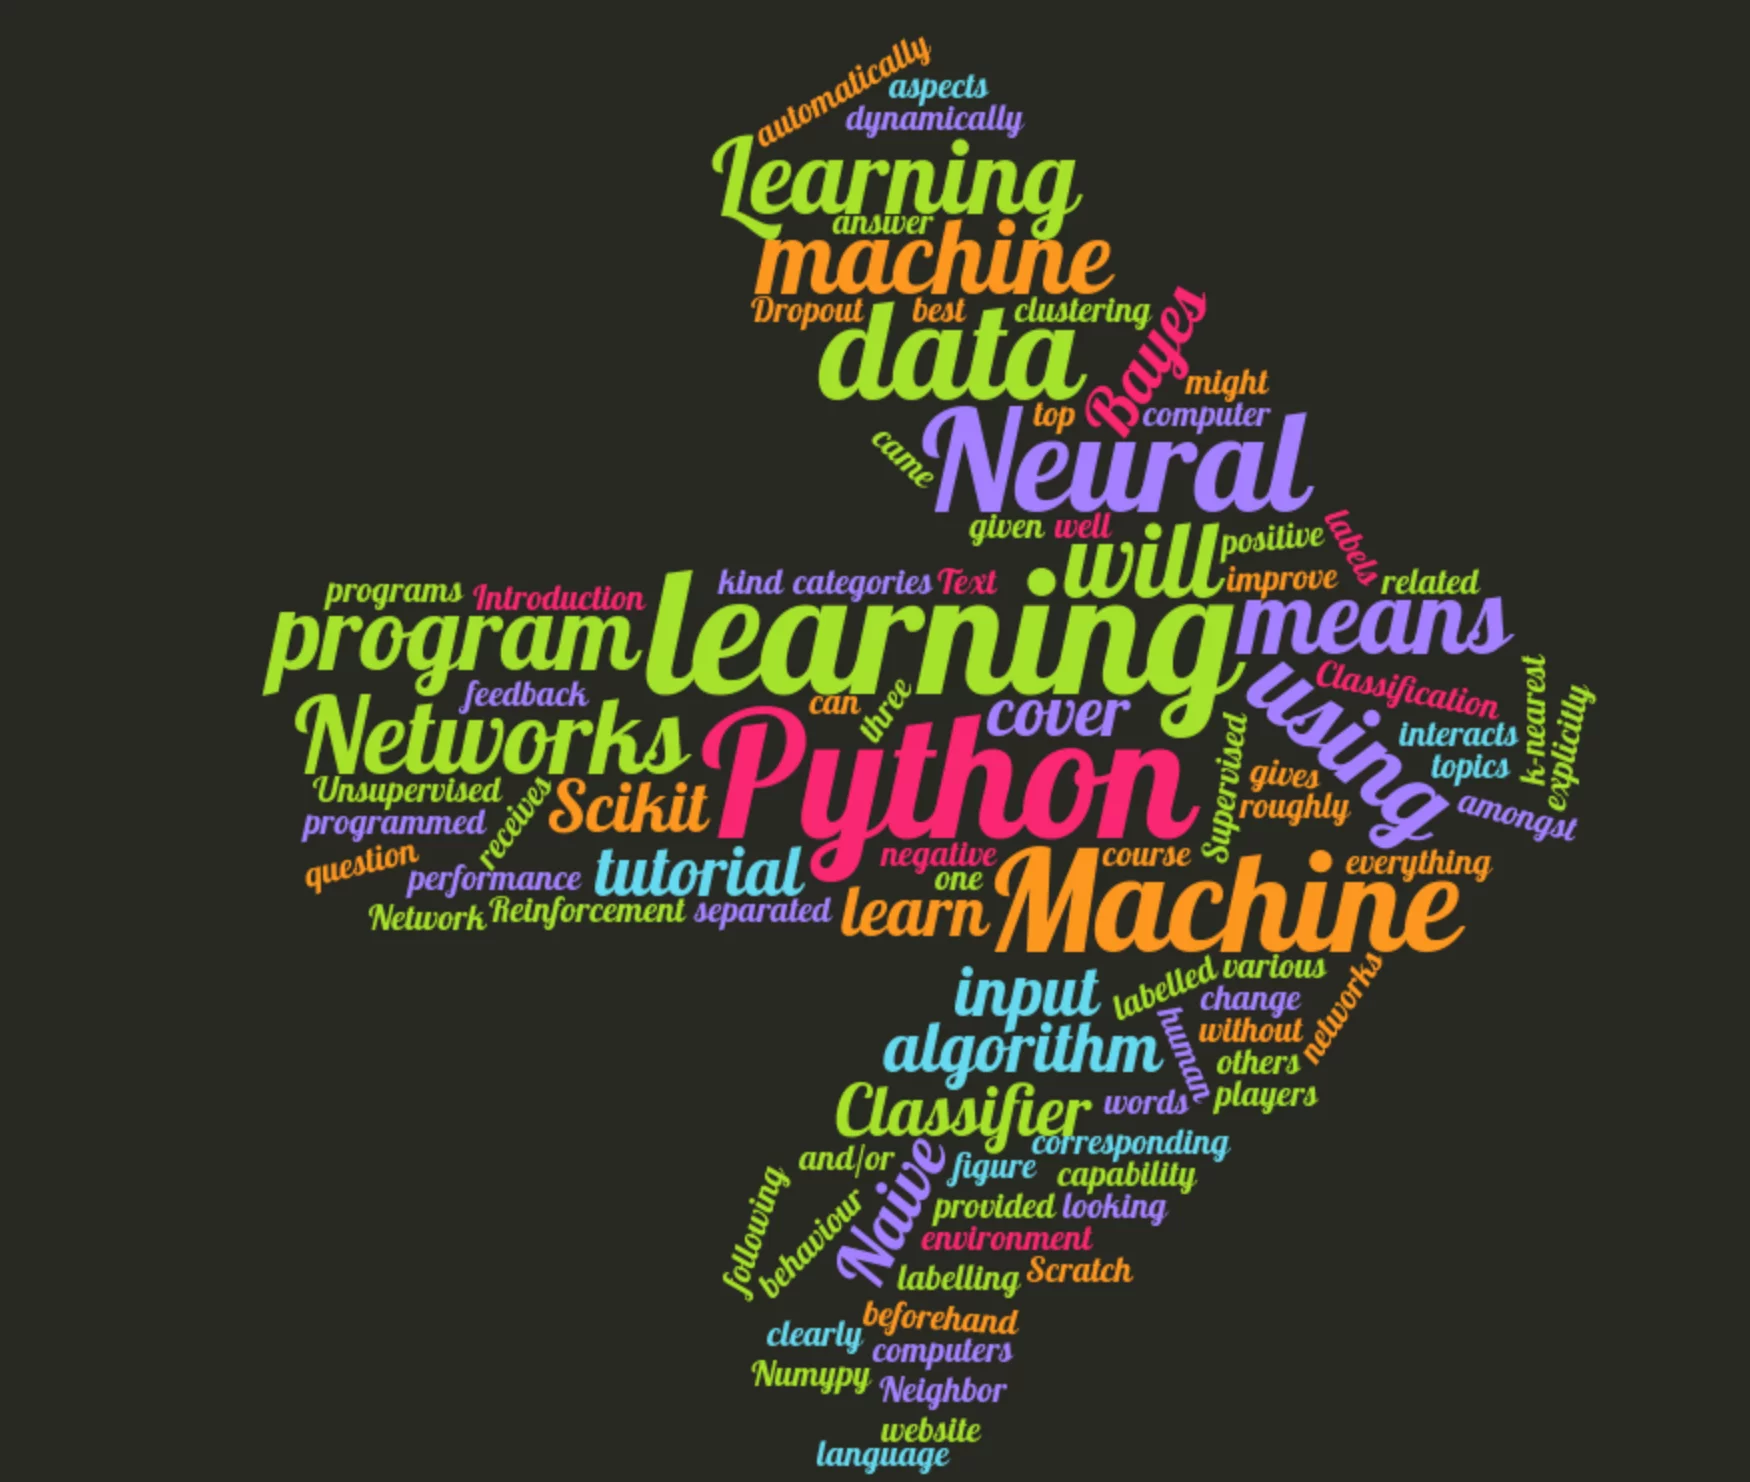 automatically
aspects
dynamically
Learning
answer
machine
Dropout best clustering
data
Bayes
might
top computer
came
Neural
given well
will positive
labels
kind categories Text
improve related
programs Introduction
program learning means
Classification
feedback
can three cover
using
interacts
k-nearest
explicitly
topics
Networks Python
Supervised
gives
roughly
amongst
Unsupervised
receives
Scikit
programmed
question
performance tutorial
negative
course
everything
one
Network Reinforcement separated learn Machine
input
labelled various
change
networks
human
without
algorithm
others
players
Classifier words
corresponding
and/or
Naive
figure
capability
following
behaviour
provided looking
environment
labelling Scratch
beforehand
clearly
computers
Numypy
Neighbor
website
language